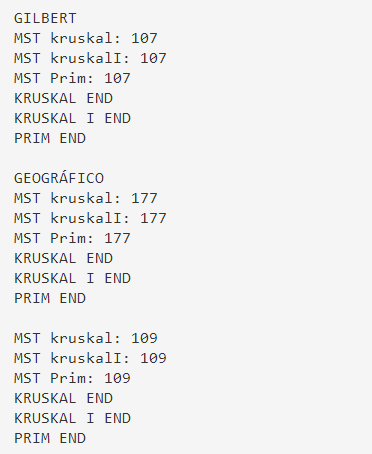 GILBERT
MST kruskal: 107
MST kruskalI: 107
MST Prim: 107
KRUSKAL END
KRUSKAL I END
PRIM END

GEOGRÁFICO
MST kruskal: 177
MST kruskalI: 177
MST Prim: 177
KRUSKAL END
KRUSKAL I END
PRIM END

MST kruskal: 109
MST kruskalI: 109
MST Prim: 109
KRUSKAL END
KRUSKAL I END
PRIM END